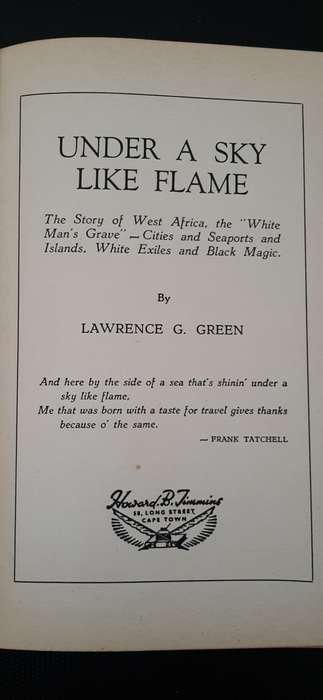 UNDER A SKY
LIKE FLAME
The Story of West Africa, the "White
Man's Grave" — Cities and Seaports and
Islands, White Exiles and Black Magic.
By
LAWRENCE G. GREEN
And here by the side of a sea that's shinin' under a
sky like flame,
Me that was born with a taste for travel gives thanks
because o' the same.
— FRANK TATCHELL
Howard. B. Timmins
58, LONG STREET,
CAPE TOWN